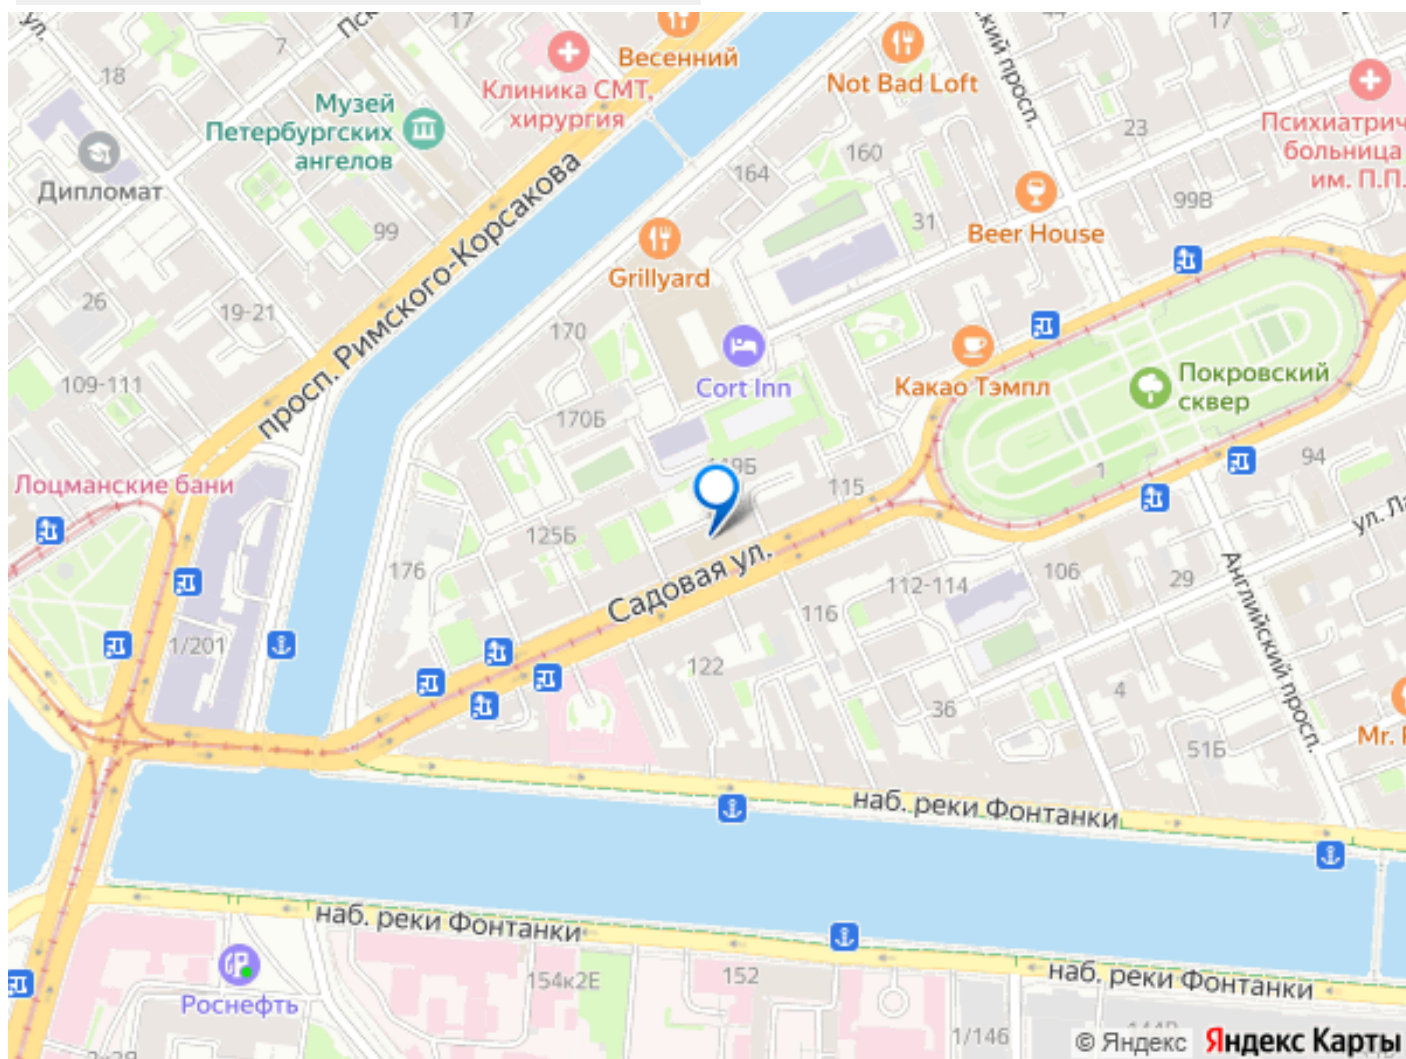 17
Весенний
Not Bad Loft
17
7
18
Клиника СМТ,
хирургия
Музей
Петербургских
ангелов
23
Психиатрич
больница
им. П.П.
Дипломат
160
164
99В
31
99
Beer House
просп. Римского-Корсакова
Grillyard
26
19-21
170
109-111
Cort Inn
Какао Тэмпл
Покровский
сквер
170Б
Лоцманские бани
115
1
94
125Б
Садовая ул.
176
112-114
106
29
Английский просп.
116
1/201
122
4
36
51Б
Mr.
наб. реки Фонтанки
наб. реки Фонтанки
Роснефть
154к2Е
152
наб. реки Фонтанки
1/146
© Яндекс Яндекс Карты